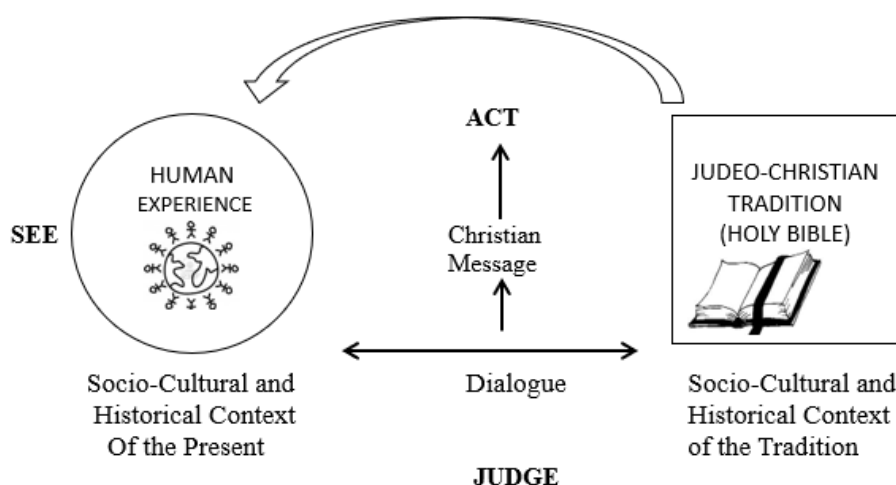 SEE
HUMAN
EXPERIENCE
Socio-Cultural and
Historical Context
Of the Present
ACT
Christian
Message
Dialogue
JUDGE
JUDEO-CHRISTIAN
TRADITION
(HOLY BIBLE)
Socio-Cultural and
Historical Context
of the Tradition